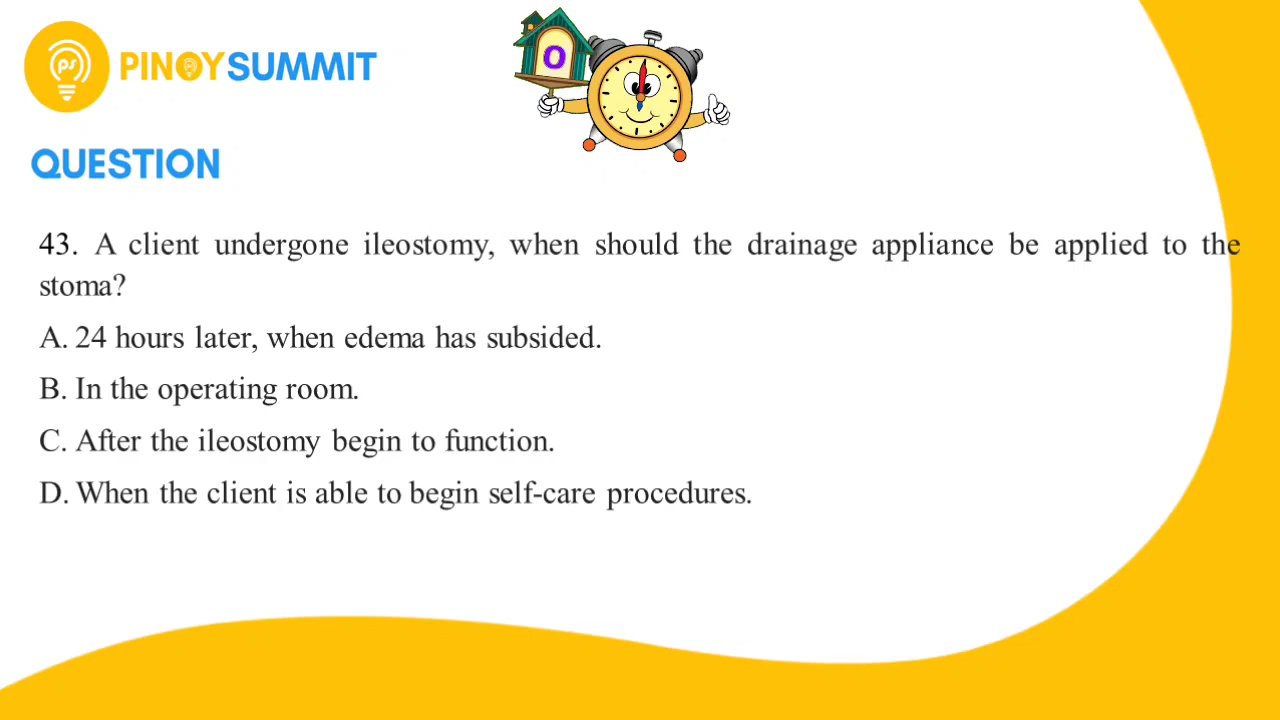 PINOYSUMMIT
O
QUESTION
43. A client undergone ileostomy, when should the drainage appliance be applied to the
stoma?
A. 24 hours later, when edema has subsided.
B. In the operating room.
C. After the ileostomy begin to function.
D. When the client is able to begin self-care procedures.